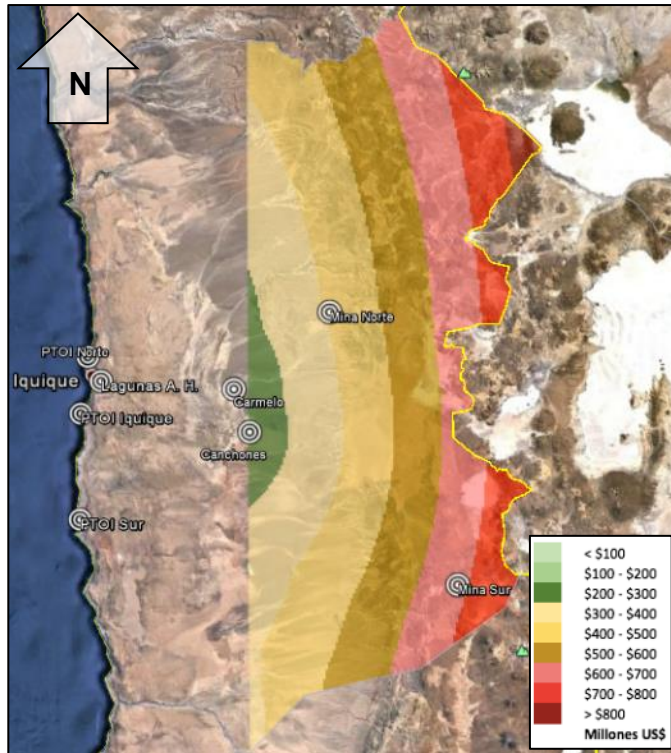 N
Mina Norte
PTOI Norte
Iquique
Lagunas A. H.
Carmelo
PTOI Iquique
Canchones
PTOI Sur
Mina Sur
< $100
$100 - $200
$200 - $300
$300 - $400
$400 - $500
$500 - $600
$600 - $700
$700 - $800
> $800
Millones US$